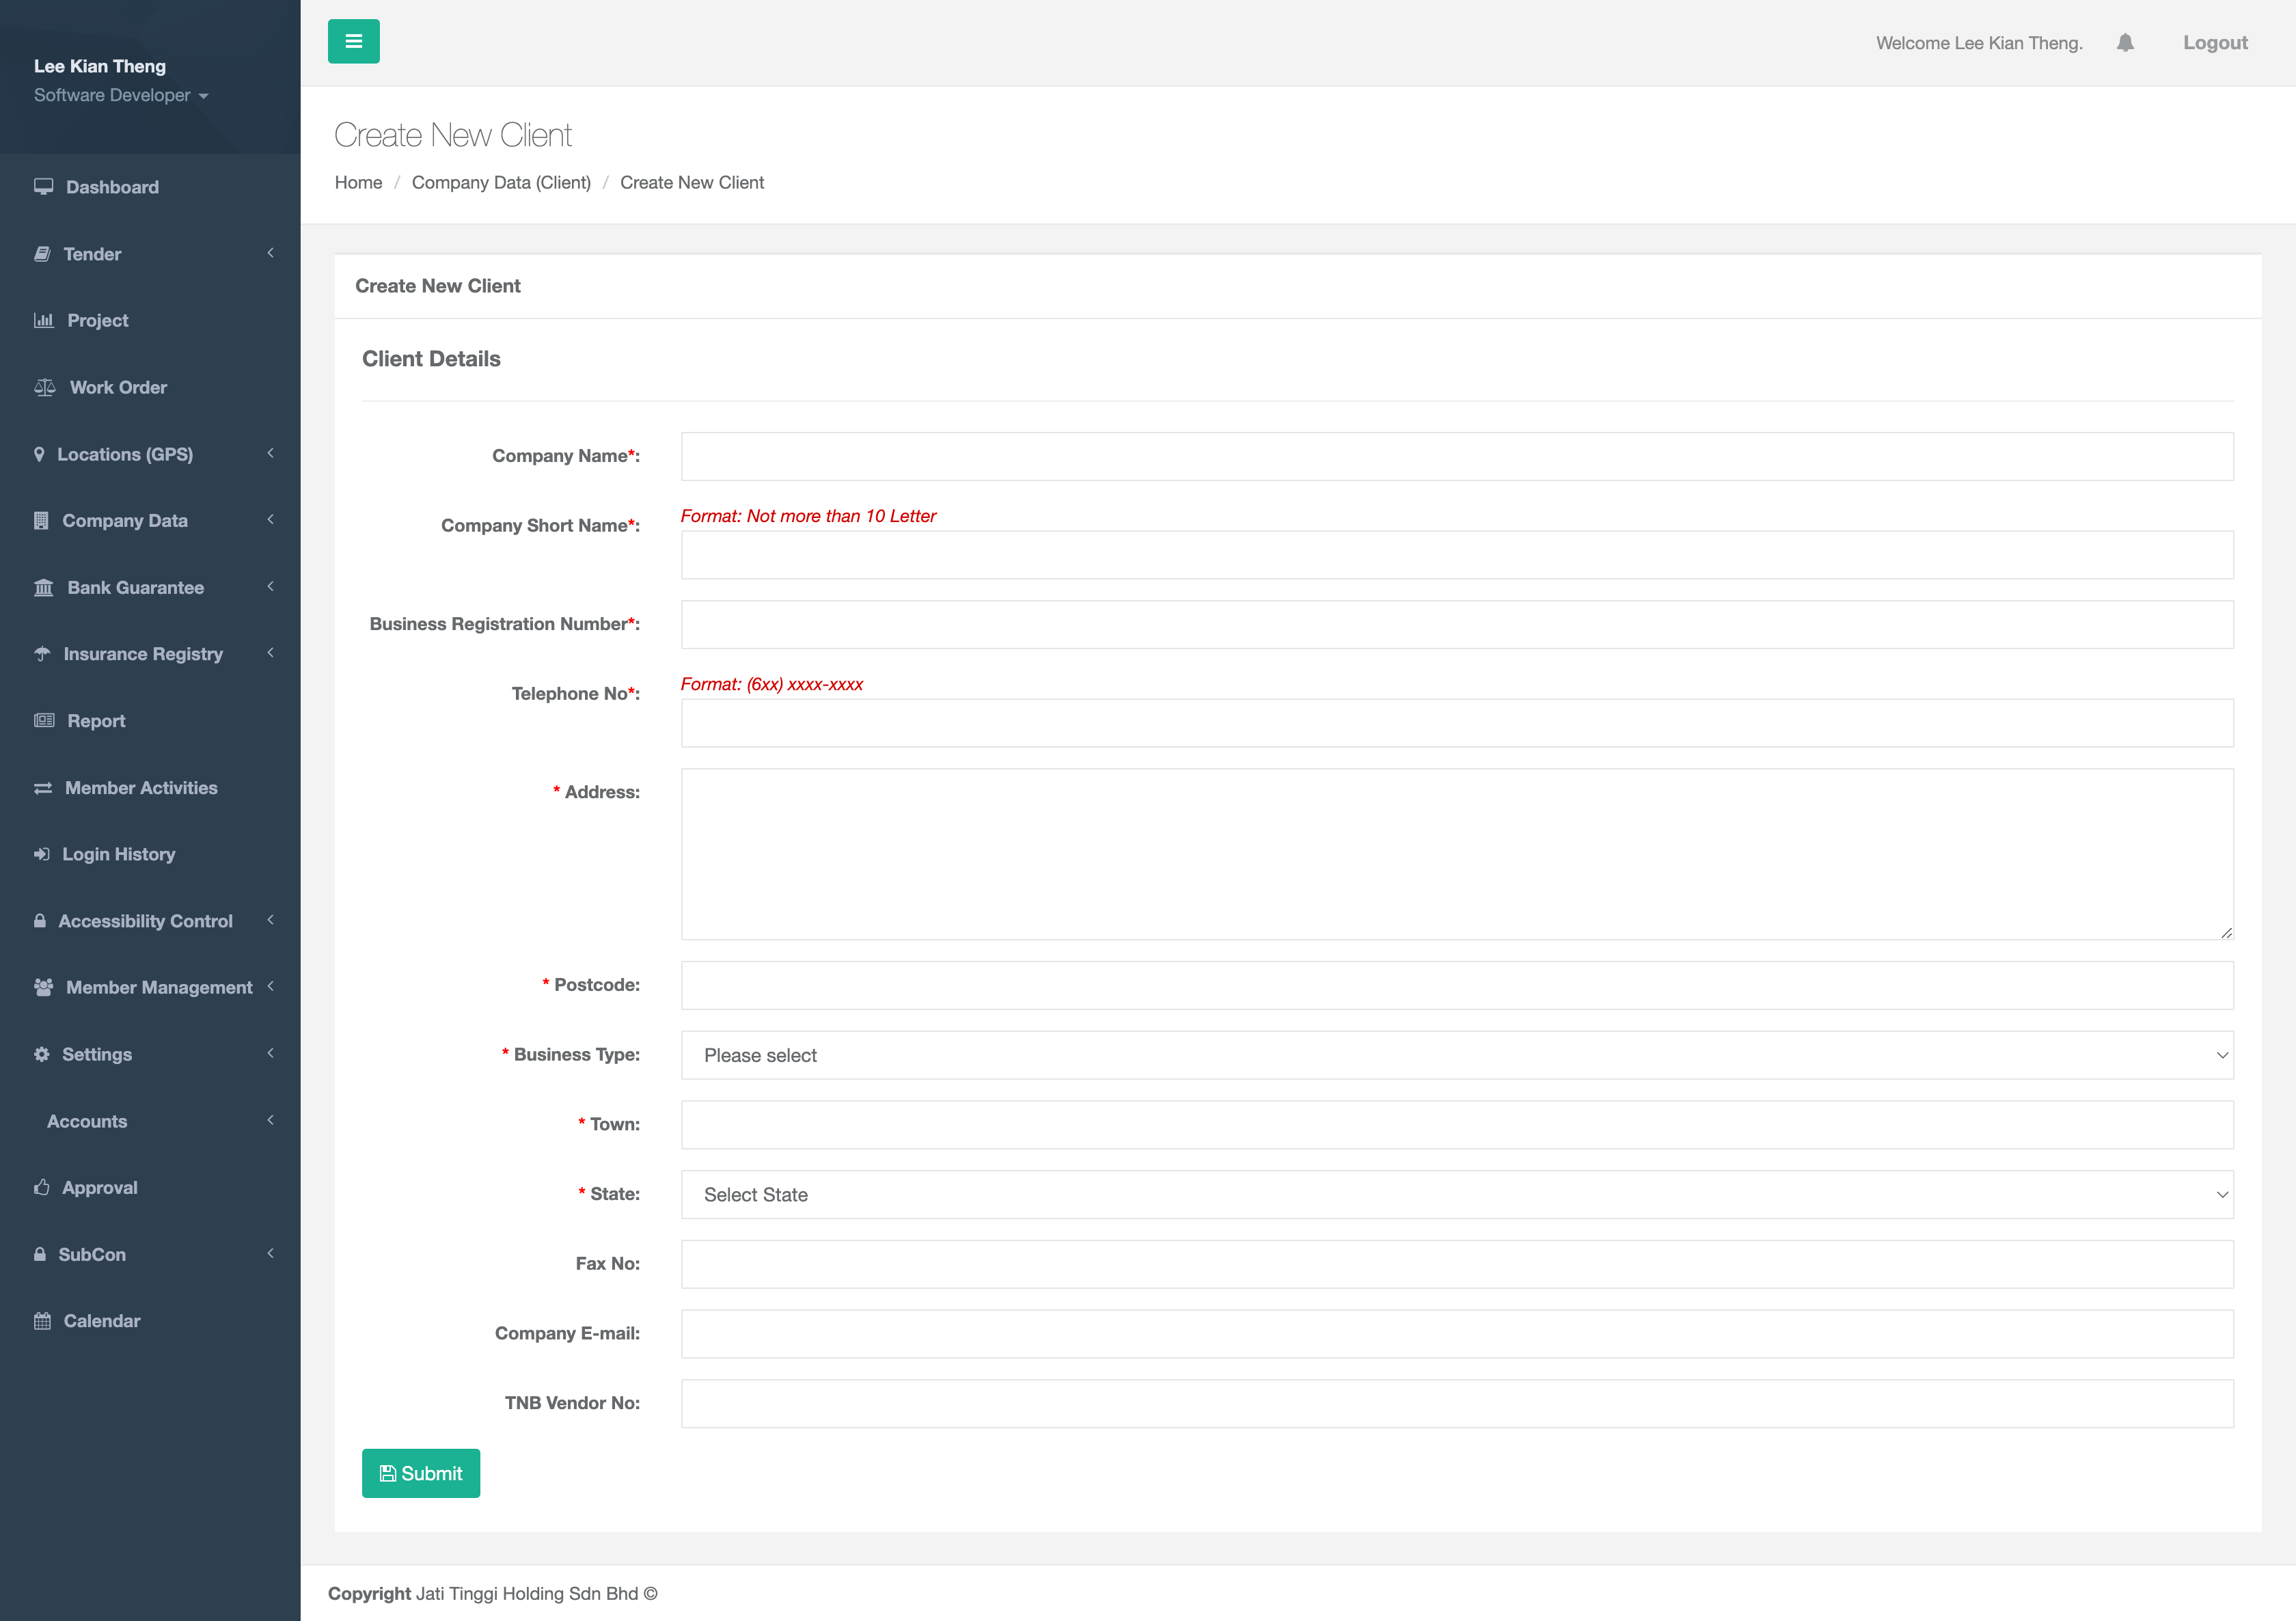 Lee Kian Theng
Software Developer
Dashboard
Tender
Project
Work Order
Locations (GPS)
Company Data
Bank Guarantee
Insurance Registry
Report
Member Activities
Login History
Accessibility Control
Member Management
Settings
Accounts
Approval
SubCon
Calendar
Welcome Lee Kian Theng.
Logout
Create New Client
Home / Company Data (Client) / Create New Client
Create New Client
Client Details
Company Name*:
Company Short Name*:
Format: Not more than 10 Letter
Business Registration Number*:
Telephone No*:
Format: (6xx) xxxx-xxxx
* Address:
* Postcode:
* Business Type:
Please select
* Town:
* State:
Select State
Fax No:
Company E-mail:
TNB Vendor No:
Submit
Copyright Jati Tinggi Holding Sdn Bhd ©